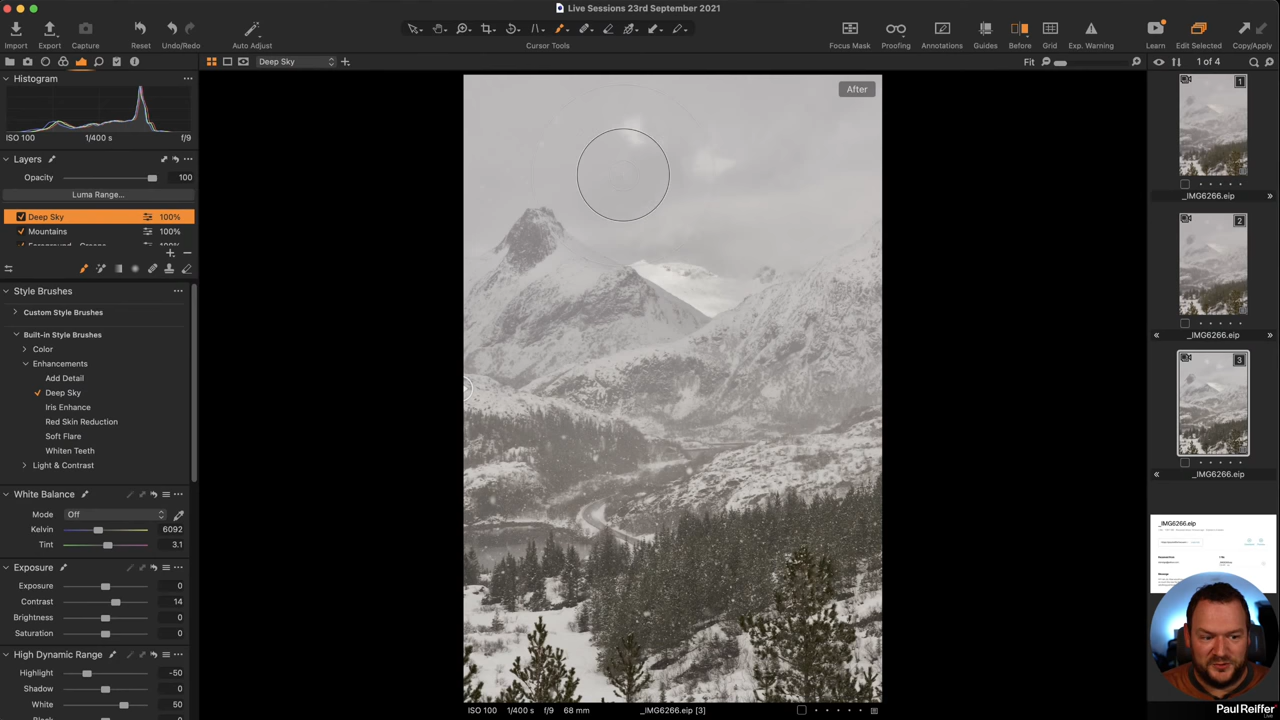 Live Sessions 23rd September 2021
Import Export Capture Reset Undo/Redo Auto Adjust Cursor Tools Focus Mask Proofing Annotations Guides Before Grid Exp. Warning Learn Edit Selected Copy/Apply
Deep Sky Fit 1 of 4
Histogram
ISO 100 1/400 s f/9
Layers
Opacity 100
Luma Range...
Deep Sky 100%
Mountains 100%
Style Brushes
Custom Style Brushes
Built-in Style Brushes
Color
Enhancements
Add Detail
Deep Sky
Iris Enhance
Red Skin Reduction
Soft Flare
Whiten Teeth
Light & Contrast
White Balance
Mode Off
Kelvin 6092
Tint 3.1
Exposure
Exposure 0
Contrast 14
Brightness 0
Saturation 0
High Dynamic Range
Highlight -50
Shadow 0
White 50
After
ISO 100 1/400 s f/9 68 mm _IMG6266.eip [3]
1
_IMG6266.eip
2
_IMG6266.eip
3
_IMG6266.eip
_IMG6266.eip
Paul Reiffer
Live